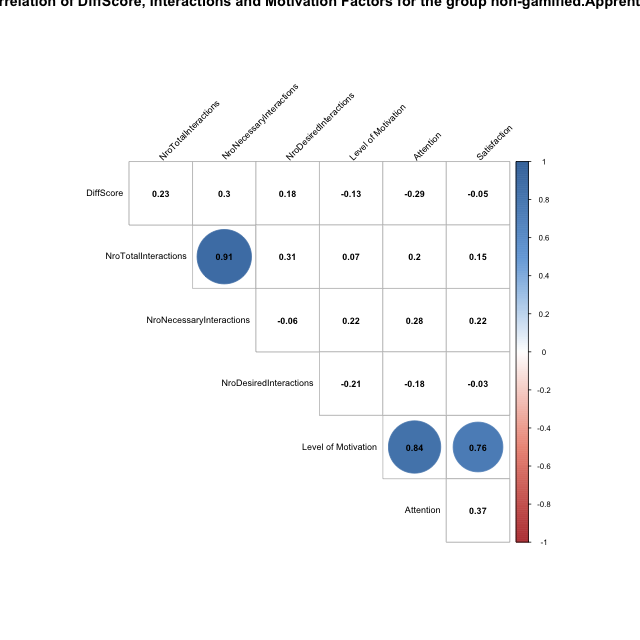 rrelation of DiffScore, Interactions and Motivation Factors for the group non-gamified.Apprent
NroTotalInteractions
NroNecessaryInteractions
NroDesiredInteractions
Level of Motivation
Attention
Satisfaction
DiffScore 0.23 0.3 0.18 -0.13 -0.29 -0.05
NroTotalInteractions 0.91 0.31 0.07 0.2 0.15
NroNecessaryInteractions -0.06 0.22 0.28 0.22
NroDesiredInteractions -0.21 -0.18 -0.03
Level of Motivation 0.84 0.76
Attention 0.37
1
0.8
0.6
0.4
0.2
0
-0.2
-0.4
-0.6
-0.8
-1